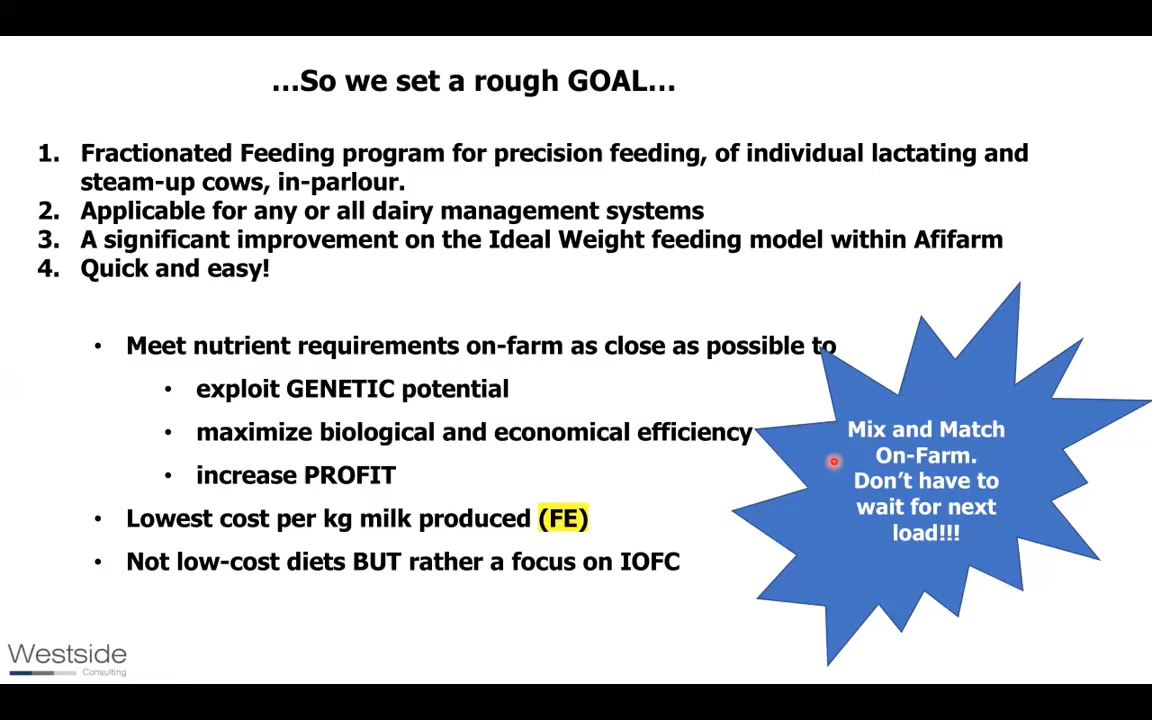 ...So we set a rough GOAL...
1. Fractionated Feeding program for precision feeding, of individual lactating and
steam-up cows, in-parlour.
2. Applicable for any or all dairy management systems
3. A significant improvement on the Ideal Weight feeding model within Afifarm
4. Quick and easy!
• Meet nutrient requirements on-farm as close as possible to
• exploit GENETIC potential
• maximize biological and economical efficiency
• increase PROFIT
• Lowest cost per kg milk produced (FE)
• Not low-cost diets BUT rather a focus on IOFC
Mix and Match
On-Farm.
Don't have to
wait for next
load!!!
Westside
Consulting